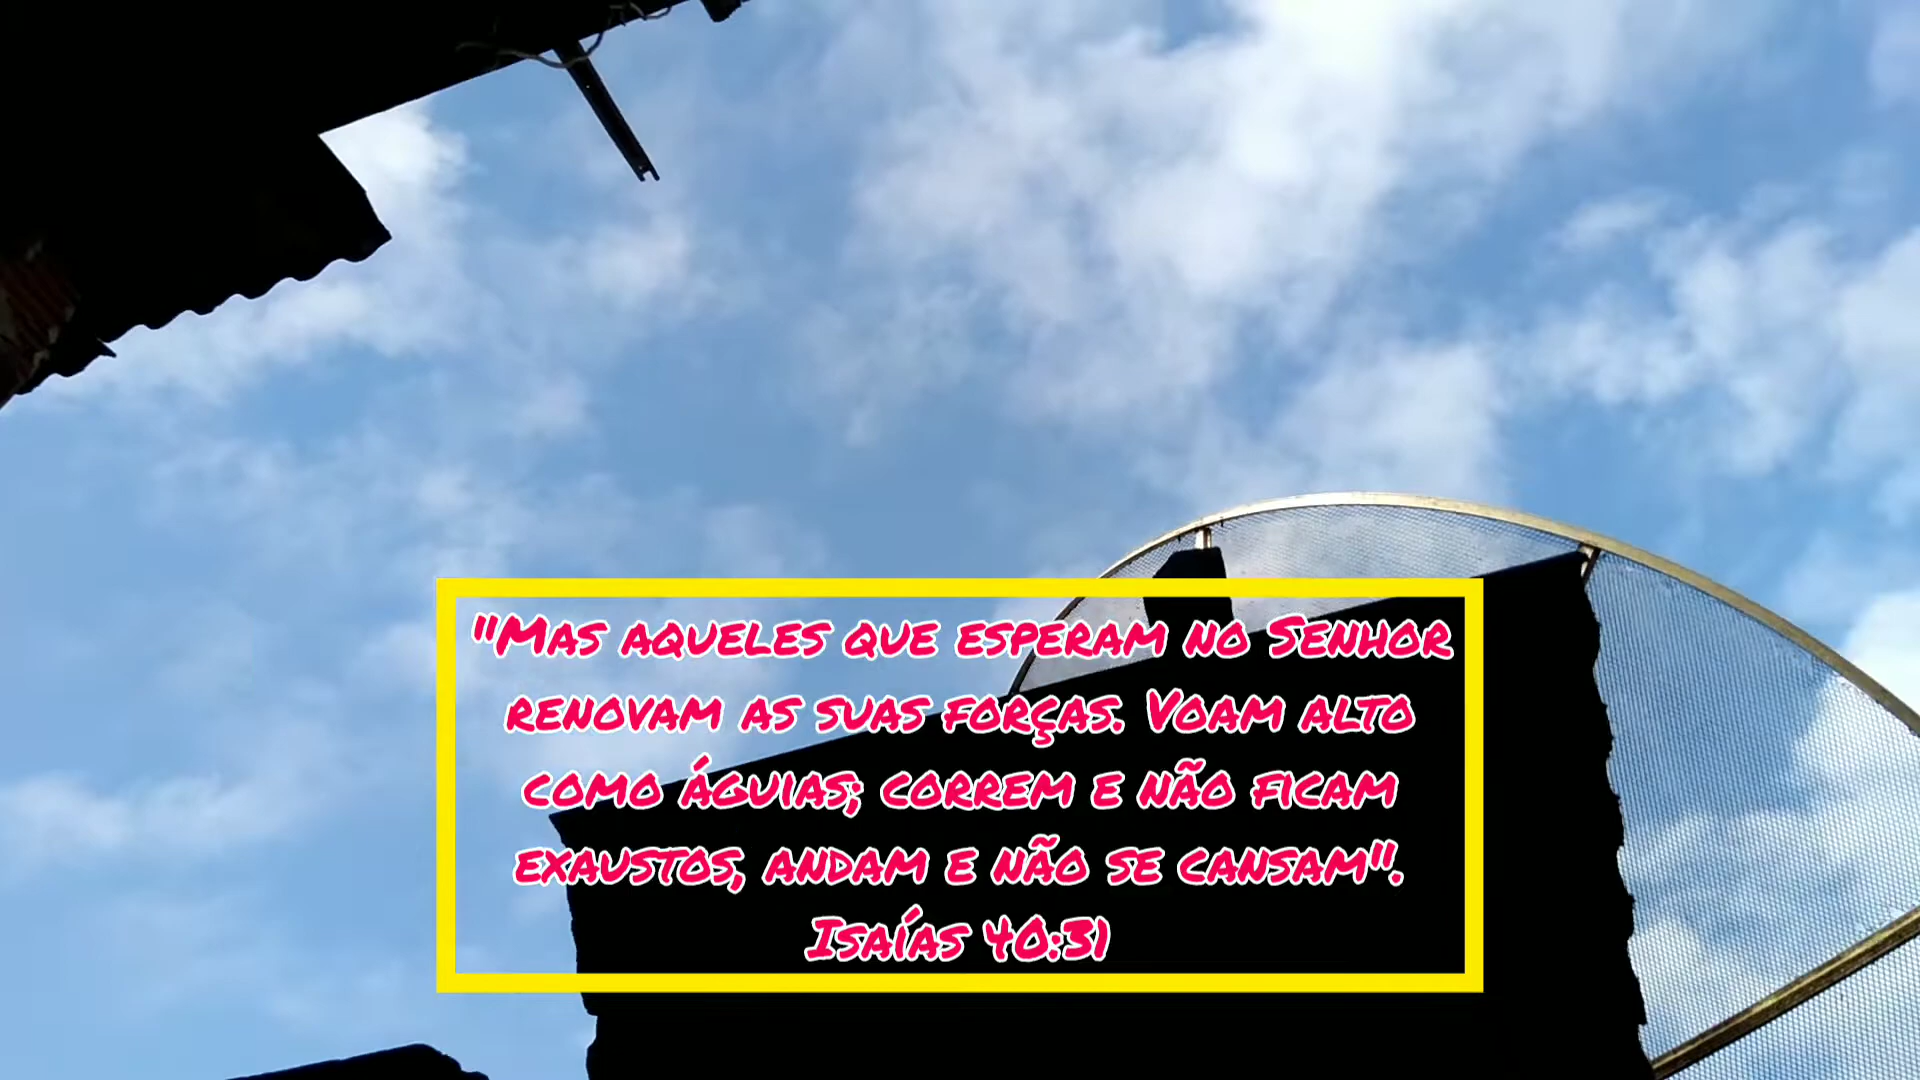 "Mas aqueles que esperam no Senhor
renovam as suas forças. Voam alto
como águias; correm e não ficam
exaustos, andam e não se cansam".
Isaías 40:31